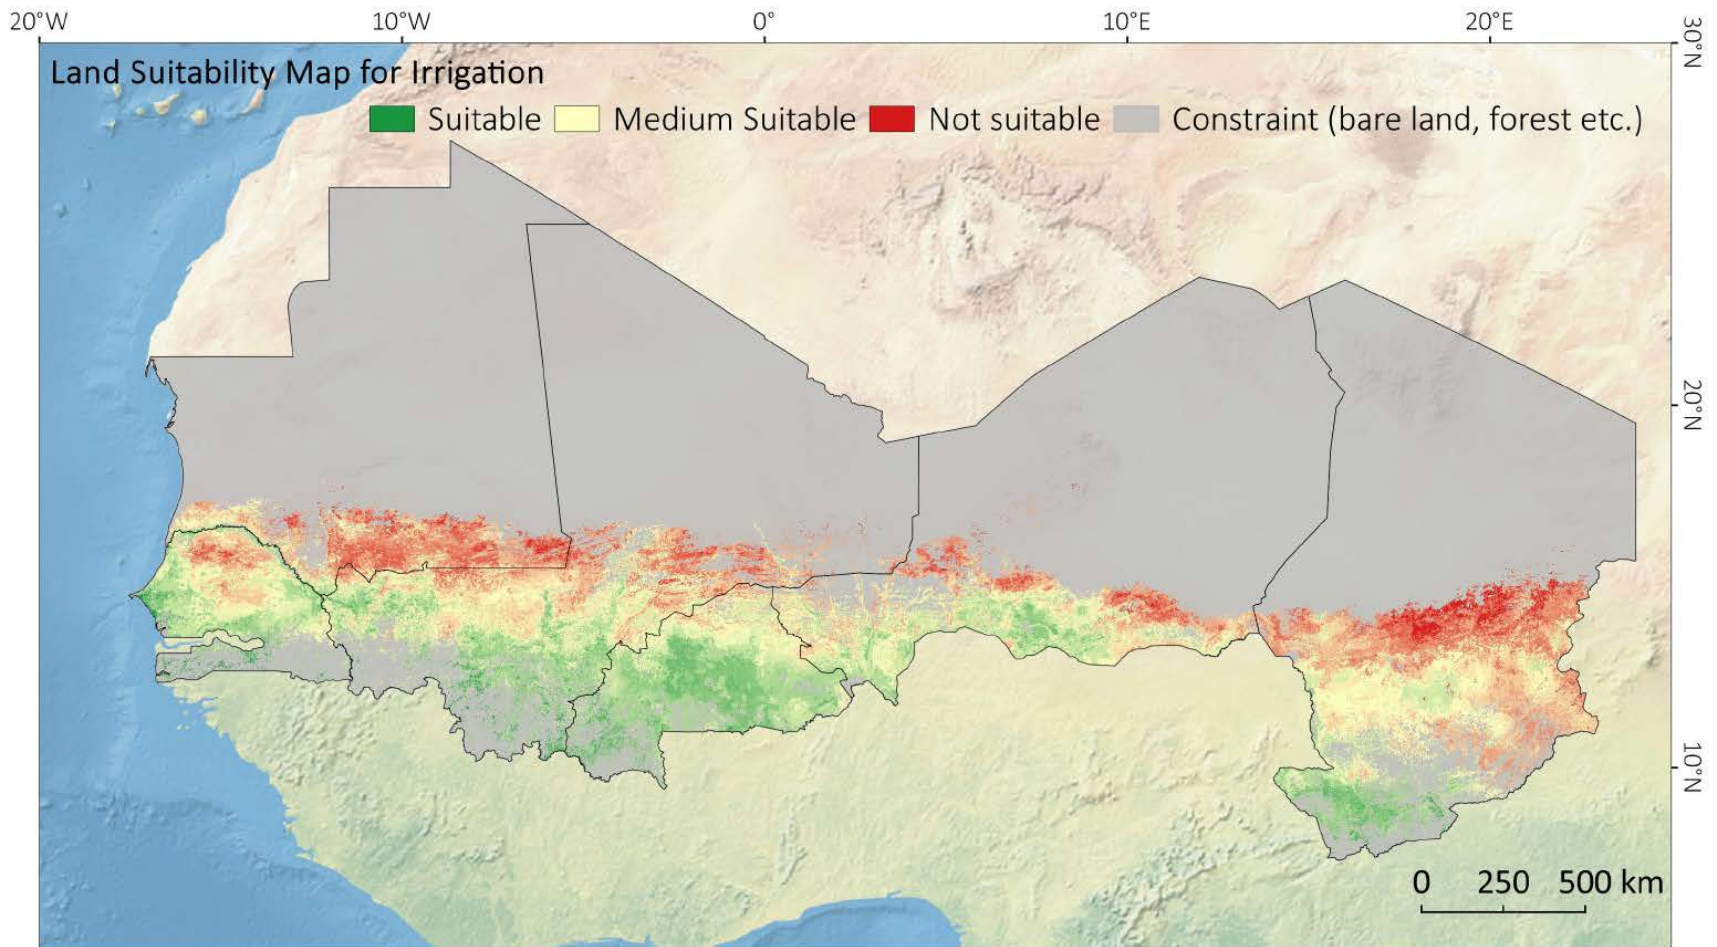 20°W 10°W 0° 10°E 20°E
30°N
Land Suitability Map for Irrigation
Suitable Medium Suitable Not suitable Constraint (bare land, forest etc.)
20°N
10°N
0 250 500 km